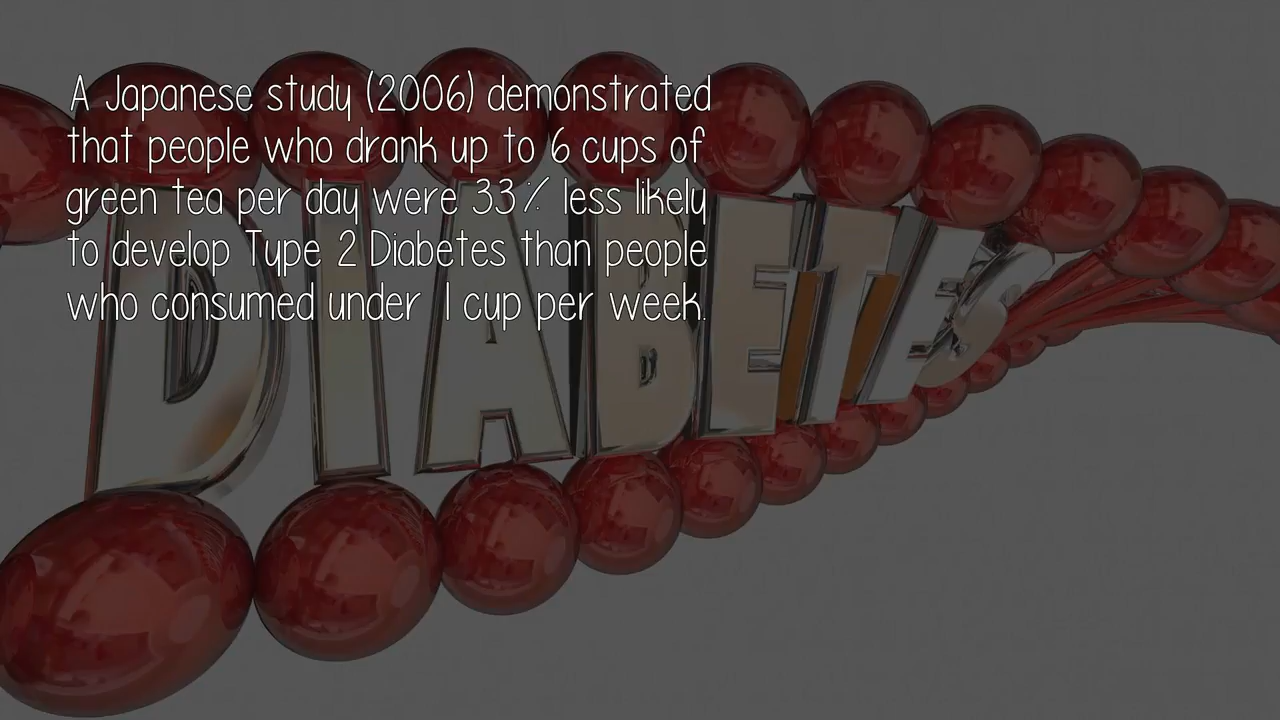 A Japanese study (2006) demonstrated
that people who drank up to 6 cups of
green tea per day were 33% less likely
to develop Type 2 Diabetes than people
who consumed under 1 cup per week.
DIABETES